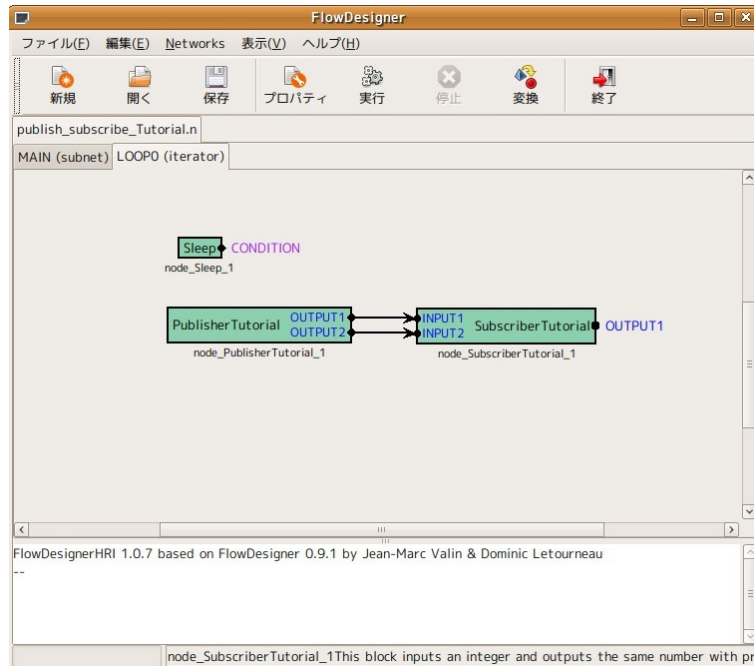 FlowDesigner
ファイル(F) 編集(E) Networks 表示(V) ヘルプ(H)
新規 開く 保存 プロパティ 実行 停止 変換 終了
publish_subscribe_Tutorial.n
MAIN (subnet) LOOP0 (iterator)
Sleep CONDITION
node_Sleep_1
PublisherTutorial OUTPUT1 INPUT1 SubscriberTutorial OUTPUT1
OUTPUT2 INPUT2
node_PublisherTutorial_1 node_SubscriberTutorial_1
FlowDesignerHRI 1.0.7 based on FlowDesigner 0.9.1 by Jean-Marc Valin & Dominic Letourneau
--
node_SubscriberTutorial_1This block inputs an integer and outputs the same number with pr